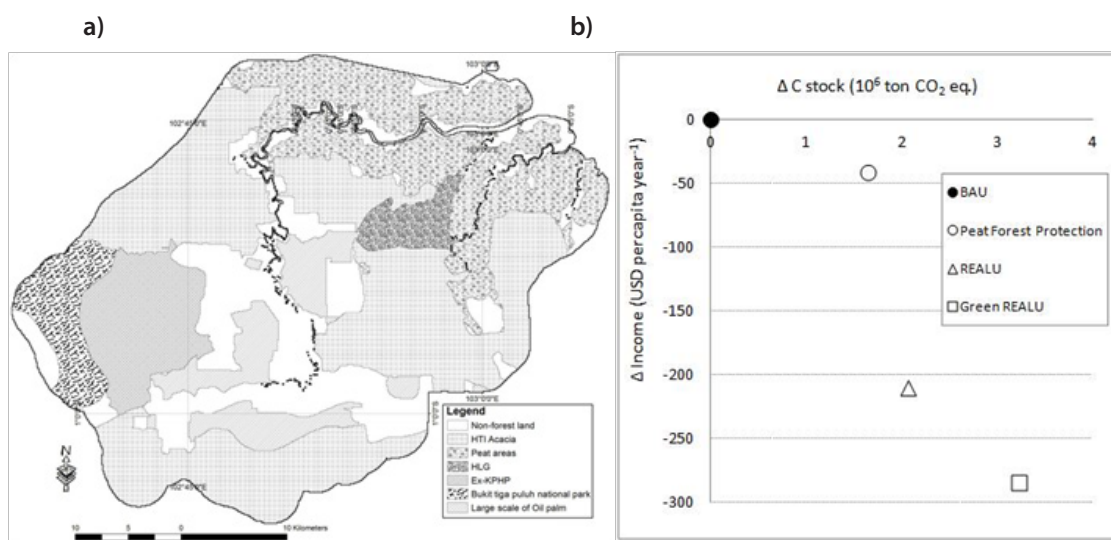 a)
b)
103°0'0"E
102°45'0"E
103°0'0"E
102°45'0"E
N
Legend
Non-forest land
HTI Acacia
Peat areas
HLG
Ex-KPHP
Bukit tiga puluh national park
Large scale of Oil palm
10 5 0 10 Kilometers
Δ C stock (10⁶ ton CO₂ eq.)
0 1 2 3 4
0
-50
-100
-150
-200
-250
-300
Δ Income (USD percapita year⁻¹)
BAU
Peat Forest Protection
REALU
Green REALU